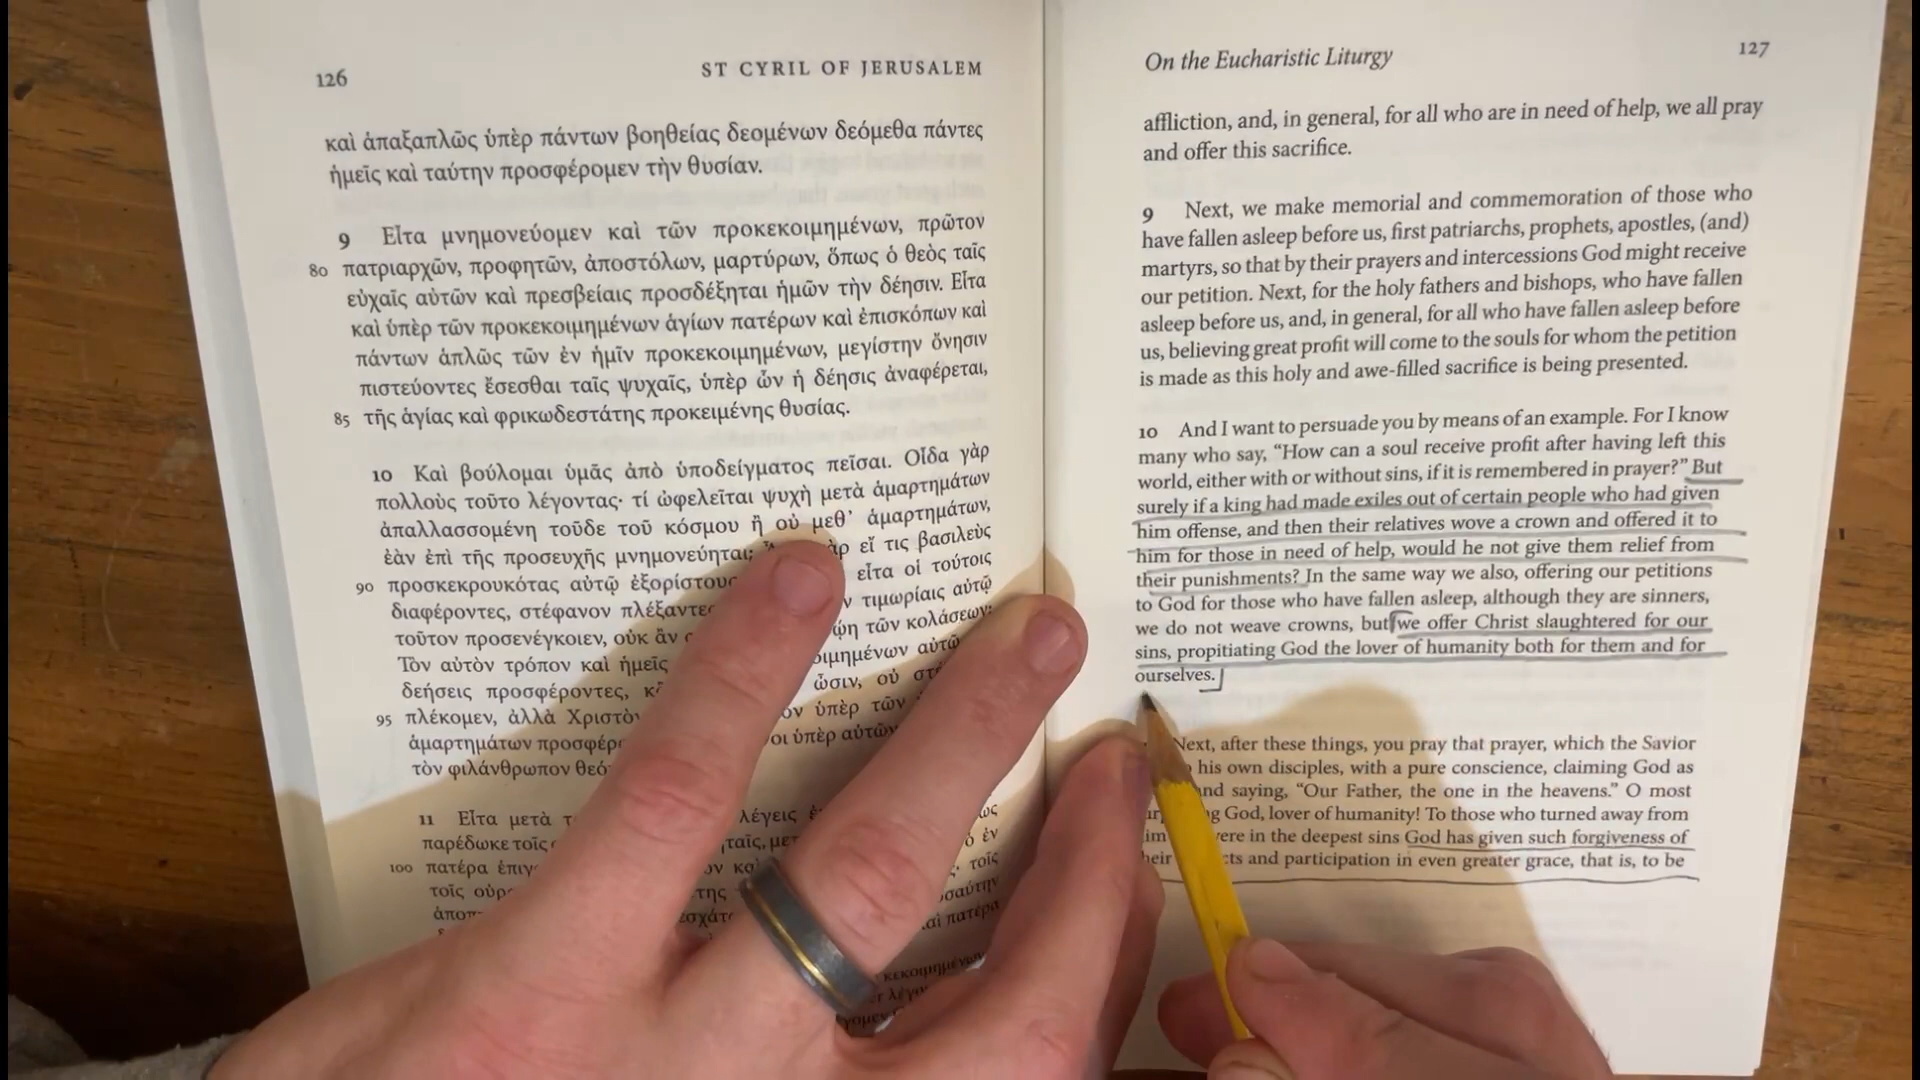 126
ST CYRIL OF JERUSALEM
καὶ ἁπαξαπλῶς ὑπὲρ πάντων βοηθείας δεομένων δεόμεθα πάντες
ἡμεῖς καὶ ταύτην προσφέρομεν τὴν θυσίαν.
9 Εἶτα μνημονεύομεν καὶ τῶν προκεκοιμημένων, πρῶτον
80 πατριαρχῶν, προφητῶν, ἀποστόλων, μαρτύρων, ὅπως ὁ θεὸς ταῖς
εὐχαῖς αὐτῶν καὶ πρεσβείαις προσδέξηται ἡμῶν τὴν δέησιν. Εἶτα
καὶ ὑπὲρ τῶν προκεκοιμημένων ἁγίων πατέρων καὶ ἐπισκόπων καὶ
πάντων ἁπλῶς τῶν ἐν ἡμῖν προκεκοιμημένων, μεγίστην ὄνησιν
πιστεύοντες ἔσεσθαι ταῖς ψυχαῖς, ὑπὲρ ὧν ἡ δέησις ἀναφέρεται,
85 τῆς ἁγίας καὶ φρικωδεστάτης προκειμένης θυσίας.
10 Καὶ βούλομαι ὑμᾶς ἀπὸ ὑποδείγματος πεῖσαι. Οἶδα γὰρ
πολλοὺς τοῦτο λέγοντας· τί ὠφελεῖται ψυχὴ μετὰ ἁμαρτημάτων
ἀπαλλασσομένη τοῦδε τοῦ κόσμου ἢ οὐ μεθ’ ἁμαρτημάτων,
ἐὰν ἐπὶ τῆς προσευχῆς μνημονεύηται; εἴ τις βασιλεὺς
90 προσκεκρουκότας αὐτῷ ἐξορίστους εἶτα οἱ τούτοις
διαφέροντες, στέφανον πλέξαντες τιμωρίαις αὐτῷ
τοῦτον προσενέγκοιεν, οὐκ ἂν τῶν κολάσεων;
Τὸν αὐτὸν τρόπον καὶ ἡμεῖς αὐτῷ
δεήσεις προσφέροντες, ὦσιν, οὐ
95 πλέκομεν, ἀλλὰ Χριστὸν ὑπὲρ τῶν
ἁμαρτημάτων ὑπὲρ αὐτῶν
τὸν φιλάνθρωπον
11 Εἶτα μετὰ λέγεις
παρέδωκε τοῖς
100 πατέρα τοῖς
τοῖς
πατέρα
127
On the Eucharistic Liturgy
affliction, and, in general, for all who are in need of help, we all pray
and offer this sacrifice.
9 Next, we make memorial and commemoration of those who
have fallen asleep before us, first patriarchs, prophets, apostles, (and)
martyrs, so that by their prayers and intercessions God might receive
our petition. Next, for the holy fathers and bishops, who have fallen
asleep before us, and, in general, for all who have fallen asleep before
us, believing great profit will come to the souls for whom the petition
is made as this holy and awe-filled sacrifice is being presented.
10 And I want to persuade you by means of an example. For I know
many who say, “How can a soul receive profit after having left this
world, either with or without sins, if it is remembered in prayer?” But
surely if a king had made exiles out of certain people who had given
him offense, and then their relatives wove a crown and offered it to
him for those in need of help, would he not give them relief from
their punishments? In the same way we also, offering our petitions
to God for those who have fallen asleep, although they are sinners,
we do not weave crowns, but we offer Christ slaughtered for our
sins, propitiating God the lover of humanity both for them and for
ourselves.
Next, after these things, you pray that prayer, which the Savior
his own disciples, with a pure conscience, claiming God as
and saying, “Our Father, the one in the heavens.” O most
God, lover of humanity! To those who turned away from
were in the deepest sins God has given such forgiveness of
and participation in even greater grace, that is, to be